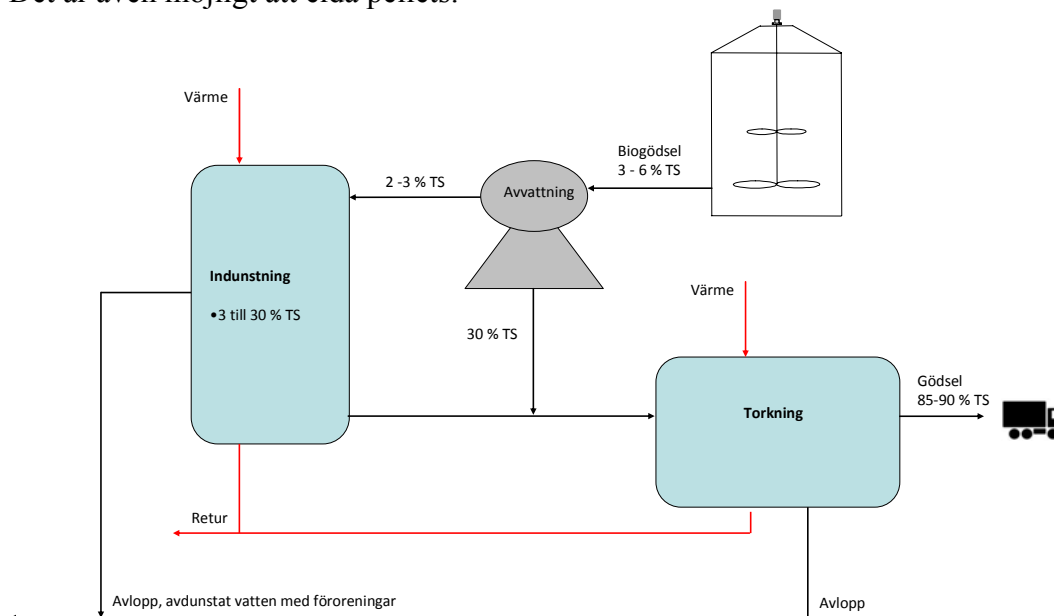 Det är även möjligt att elda pellets.
Värme
Biogödsel
3 - 6 % TS
2 -3 % TS
Avvattning
Indunstning
•3 till 30 % TS
Värme
30 % TS
Gödsel
85-90 % TS
Torkning
Retur
Avlopp, avdunstat vatten med föroreningar
Avlopp